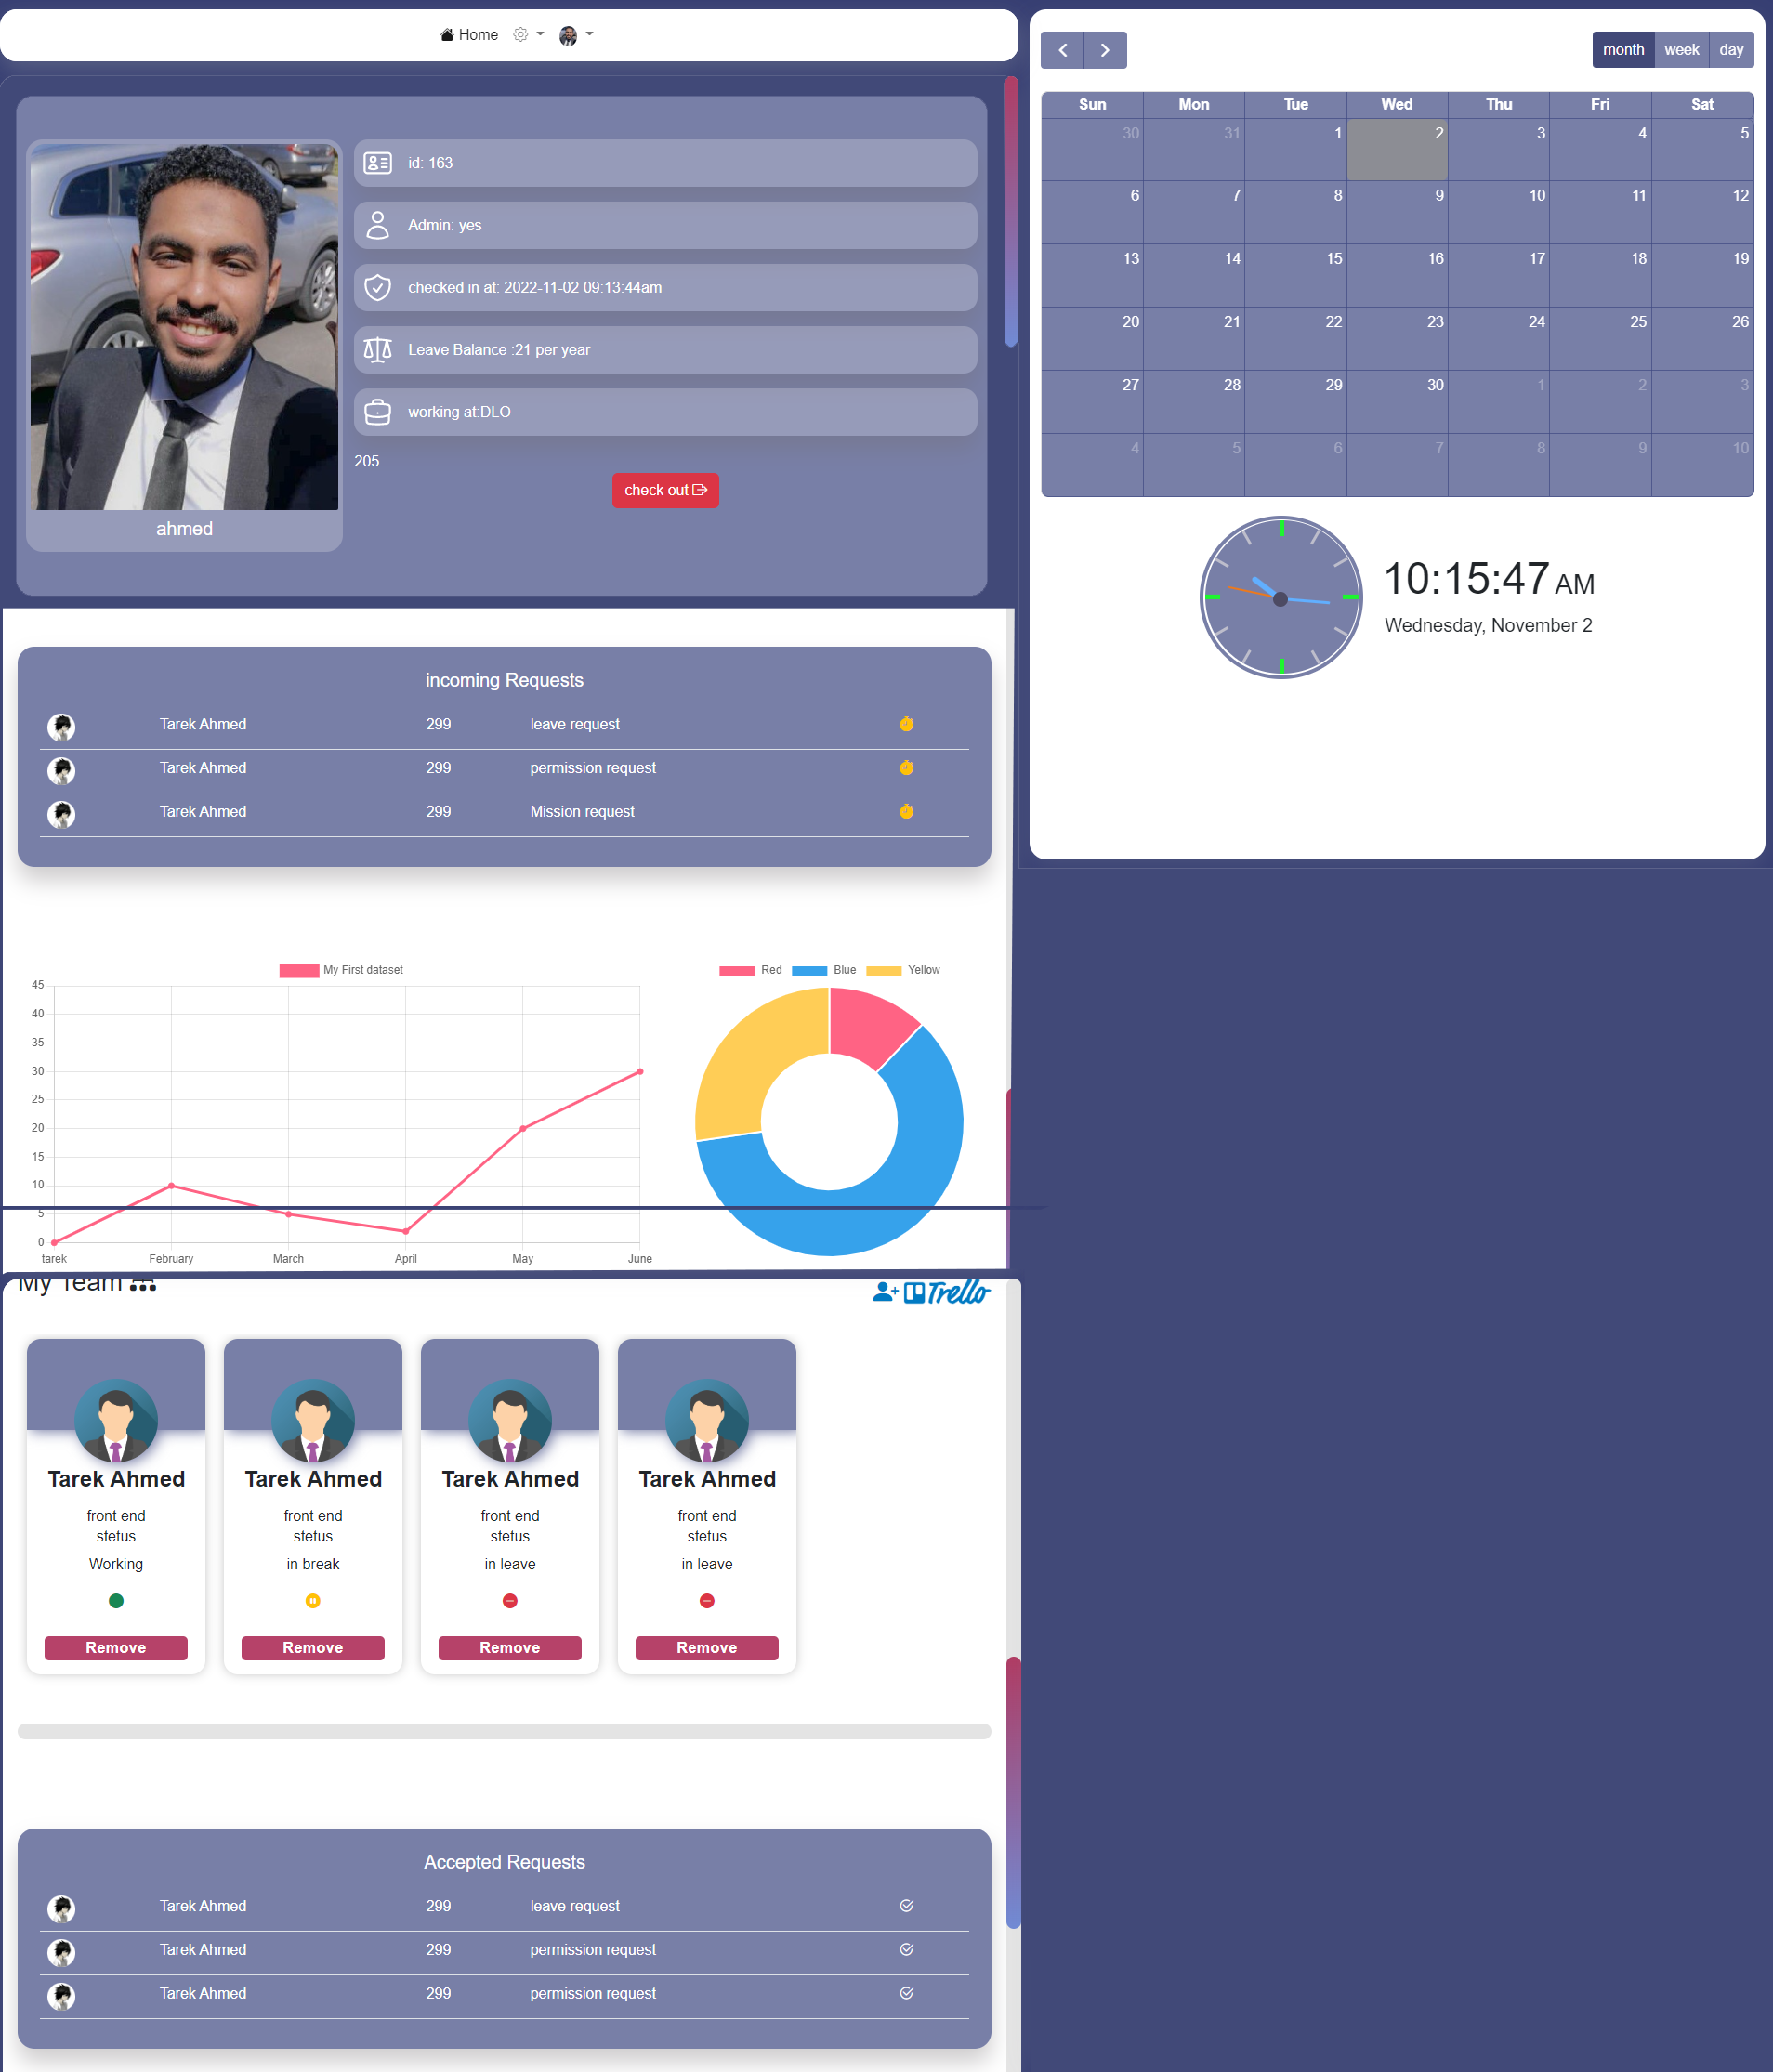 Home
id: 163
Admin: yes
checked in at: 2022-11-02 09:13:44am
Leave Balance :21 per year
working at:DLO
205
check out
ahmed
month week day
Sun Mon Tue Wed Thu Fri Sat
30 31 1 2 3 4 5
6 7 8 9 10 11 12
13 14 15 16 17 18 19
20 21 22 23 24 25 26
27 28 29 30 1 2 3
4 5 6 7 8 9 10
10:15:47 AM
Wednesday, November 2
incoming Requests
Tarek Ahmed 299 leave request
Tarek Ahmed 299 permission request
Tarek Ahmed 299 Mission request
My First dataset
45
40
35
30
25
20
15
10
5
0
tarek February March April May June
Red Blue Yellow
My Team
Trello
Tarek Ahmed
front end
stetus
Working
Remove
Tarek Ahmed
front end
stetus
in break
Remove
Tarek Ahmed
front end
stetus
in leave
Remove
Tarek Ahmed
front end
stetus
in leave
Remove
Accepted Requests
Tarek Ahmed 299 leave request
Tarek Ahmed 299 permission request
Tarek Ahmed 299 permission request